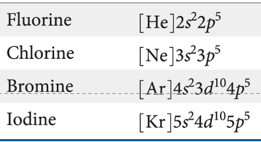 Fluorine [He]2s²2p⁵
Chlorine [Ne]3s²3p⁵
Bromine [Ar]4s²3d¹⁰4p⁵
Iodine [Kr]5s²4d¹⁰5p⁵